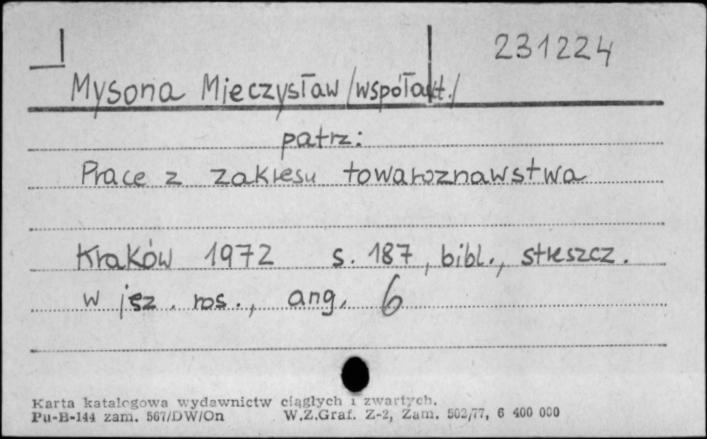 231224
Mysona Mieczysław /współaut./
patrz:
Prace z zakresu towaroznawstwa
Kraków 1972 s. 187, bibl., streszcz.
w jęz. ros., ang. 6
Karta katalogowa wydawnictw ciągłych i zwartych.
Pu-B-144 zam. 567/DW/On W.Z.Graf. Z-2, Zam. 502/77, 6 400 000